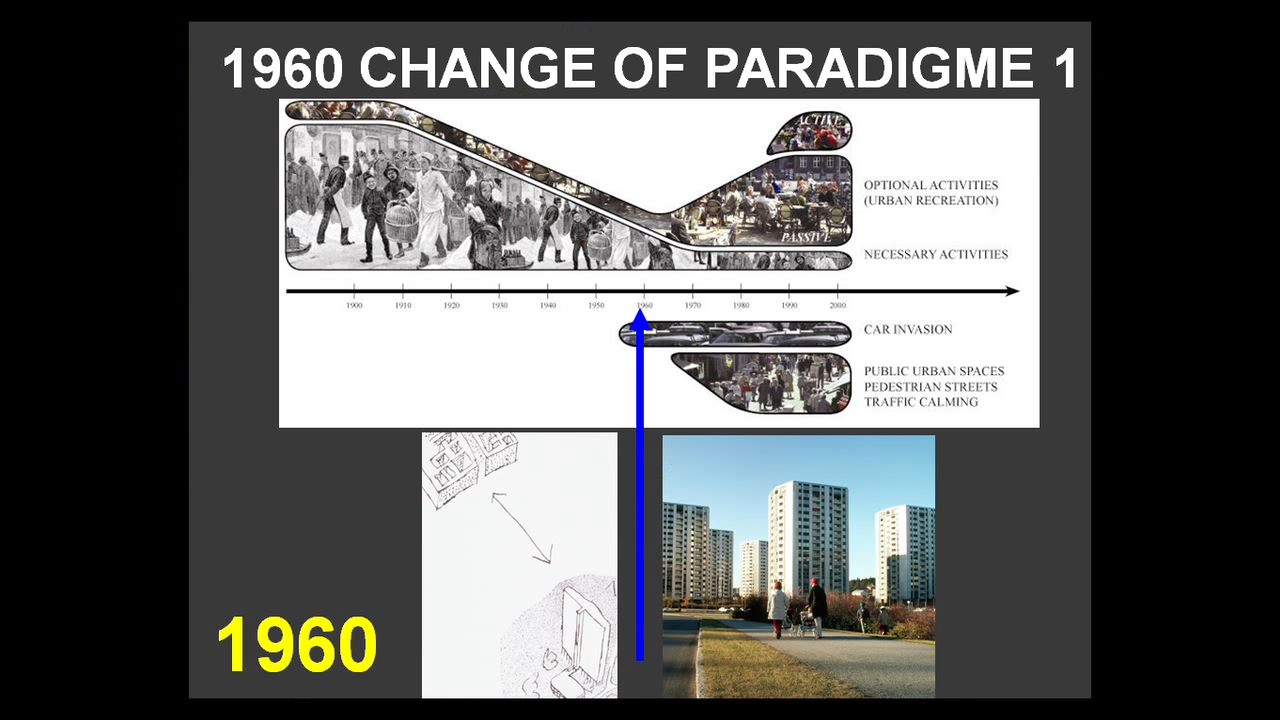 1960 CHANGE OF PARADIGME 1
ACTIVE
OPTIONAL ACTIVITIES
(URBAN RECREATION)
PASSIVE
NECESSARY ACTIVITIES
1900 1910 1920 1930 1940 1950 1960 1970 1980 1990 2000
CAR INVASION
PUBLIC URBAN SPACES
PEDESTRIAN STREETS
TRAFFIC CALMING
1960